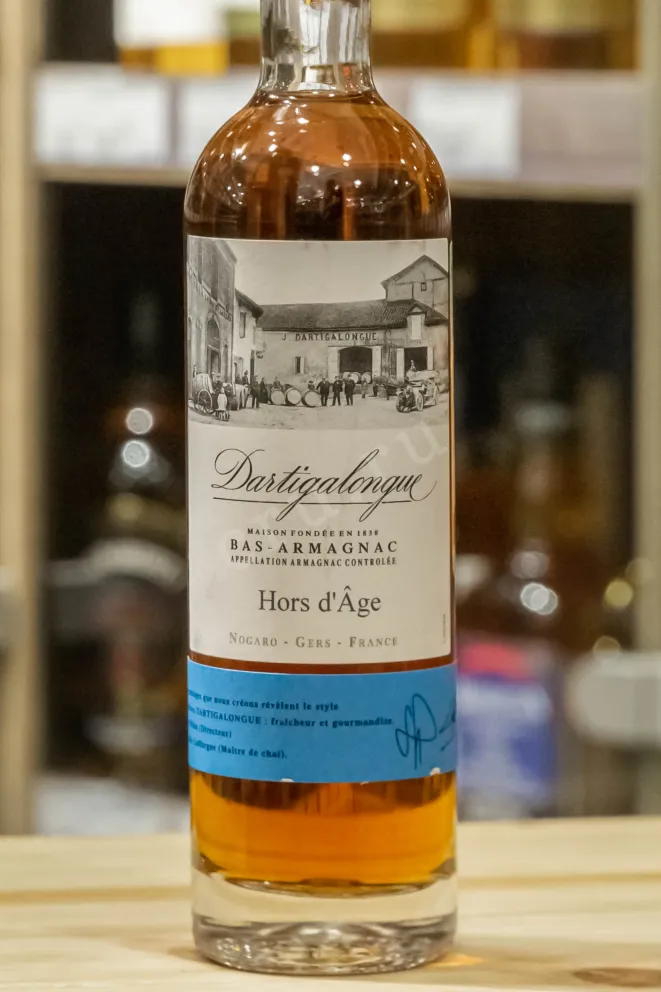 J. DARTIGALONGUE
Dartigalongue
MAISON FONDÉE EN 1838
BAS-ARMAGNAC
APPELLATION ARMAGNAC CONTROLÉE
Hors d'Âge
NOGARO - GERS - FRANCE
que nous créons révèlent le style
DARTIGALONGUE : fraîcheur et gourmandise.
(Directeur)
(Maître de chai).